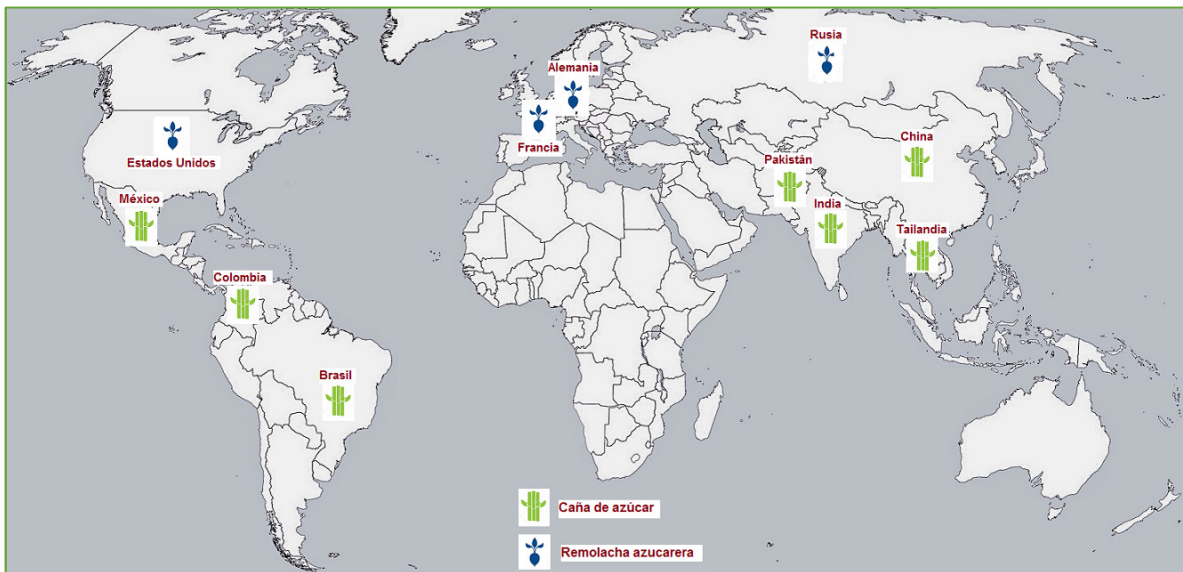 Rusia
Alemania
Francia
China
Estados Unidos
Pakistán
México
India
Tailandia
Colombia
Brasil
Caña de azúcar
Remolacha azucarera